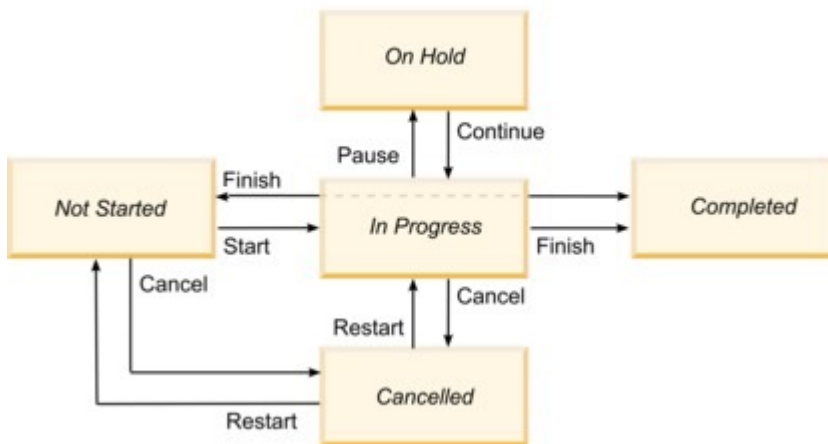 On Hold
Pause
Continue
Not Started
Finish
Start
In Progress
Finish
Completed
Cancel
Restart
Cancel
Cancelled
Restart